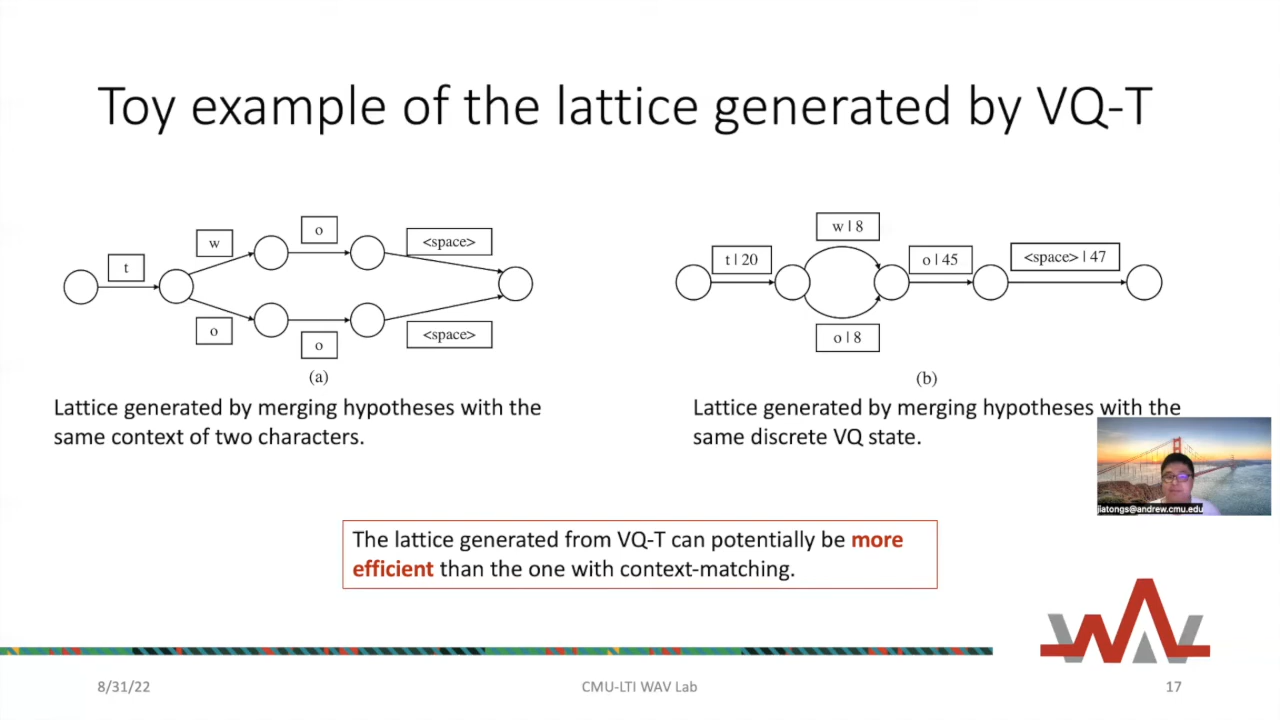 Toy example of the lattice generated by VQ-T
t
w
o
<space>
o
o
<space>
(a)
t | 20
w | 8
o | 8
o | 45
<space> | 47
(b)
Lattice generated by merging hypotheses with the
same context of two characters.
Lattice generated by merging hypotheses with the
same discrete VQ state.
jiatongs@andrew.cmu.edu
The lattice generated from VQ-T can potentially be more
efficient than the one with context-matching.
WAV
8/31/22
CMU-LTI WAV Lab
17